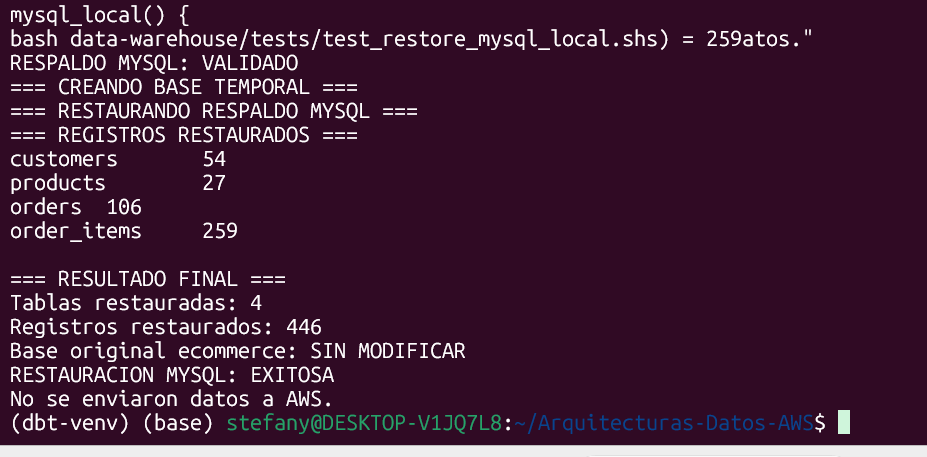 mysql_local() {
bash data-warehouse/tests/test_restore_mysql_local.shs) = 259atos."
RESPALDO MYSQL: VALIDADO
=== CREANDO BASE TEMPORAL ===
=== RESTAURANDO RESPALDO MYSQL ===
=== REGISTROS RESTAURADOS ===
customers 54
products 27
orders 106
order_items 259
=== RESULTADO FINAL ===
Tablas restauradas: 4
Registros restaurados: 446
Base original ecommerce: SIN MODIFICAR
RESTAURACION MYSQL: EXITOSA
No se enviaron datos a AWS.
(dbt-venv) (base) stefany@DESKTOP-V1JQ7L8:~/Arquitecturas-Datos-AWS$